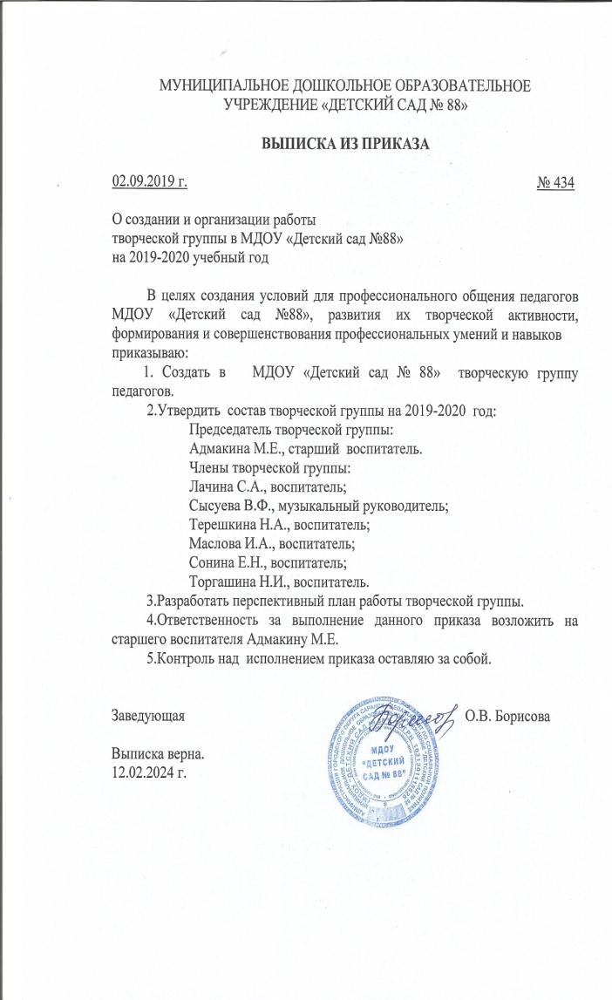 МУНИЦИПАЛЬНОЕ ДОШКОЛЬНОЕ ОБРАЗОВАТЕЛЬНОЕ
УЧРЕЖДЕНИЕ «ДЕТСКИЙ САД № 88»
ВЫПИСКА ИЗ ПРИКАЗА
02.09.2019 г. № 434
О создании и организации работы
творческой группы в МДОУ «Детский сад №88»
на 2019-2020 учебный год
В целях создания условий для профессионального общения педагогов
МДОУ «Детский сад №88», развития их творческой активности,
формирования и совершенствования профессиональных умений и навыков
приказываю:
1. Создать в МДОУ «Детский сад № 88» творческую группу
педагогов.
2.Утвердить состав творческой группы на 2019-2020 год:
Председатель творческой группы:
Адмакина М.Е., старший воспитатель.
Члены творческой группы:
Лачина С.А., воспитатель;
Сысуева В.Ф., музыкальный руководитель;
Терешкина Н.А., воспитатель;
Маслова И.А., воспитатель;
Сонина Е.Н., воспитатель;
Торгашина Н.И., воспитатель.
3.Разработать перспективный план работы творческой группы.
4.Ответственность за выполнение данного приказа возложить на
старшего воспитателя Адмакину М.Е.
5.Контроль над исполнением приказа оставляю за собой.
Заведующая О.В. Борисова
Выписка верна.
12.02.2024 г.
МДОУ
"ДЕТСКИЙ
САД № 88"